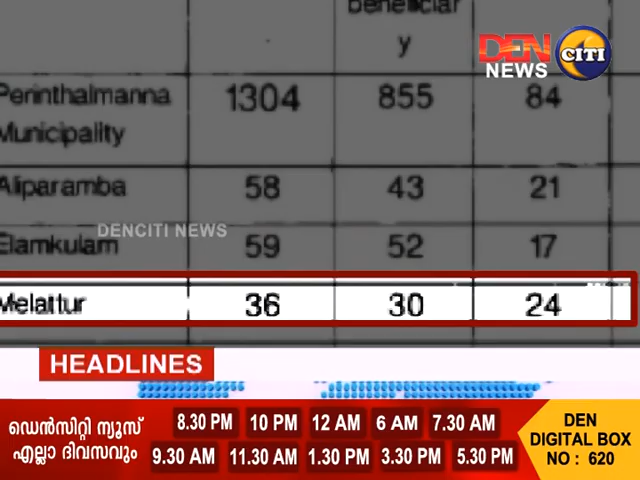 beneficiar
y
DEN
NEWS
CITI
Perinthalmanna 1304 855 84
Municipality
Aliparamba 58 43 21
DENCITI NEWS
Elamkulam 59 52 17
Melattur 36 30 24
HEADLINES
ഡെൻസിറ്റി ന്യൂസ്
എല്ലാ ദിവസവും
8.30 PM 10 PM 12 AM 6 AM 7.30 AM
9.30 AM 11.30 AM 1.30 PM 3.30 PM 5.30 PM
DEN
DIGITAL BOX
NO : 620